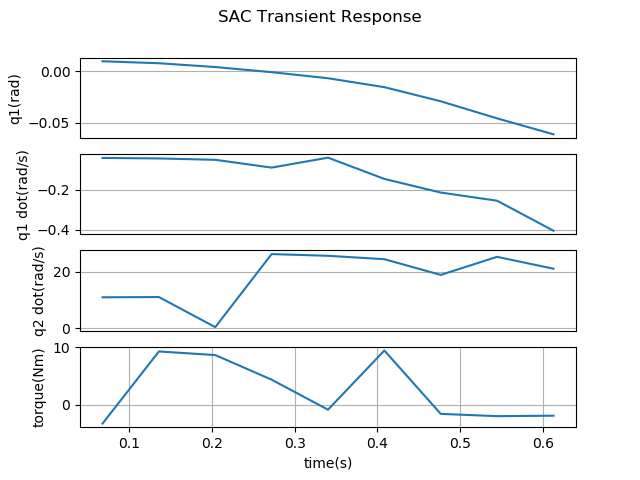 SAC Transient Response
0.00
−0.05
q1(rad)
−0.2
−0.4
q1 dot(rad/s)
20
0
q2 dot(rad/s)
10
0
torque(Nm)
0.1 0.2 0.3 0.4 0.5 0.6
time(s)